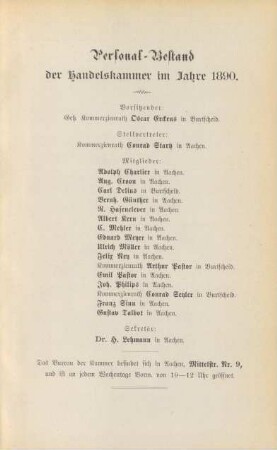 Personal-Bestand
der Handelskammer im Jahre 1890.
Vorsitzender:
Geh. Kommerzienrath Oscar Erckens in Burtscheid.
Stellvertreter:
Kommerzienrath Conrad Startz in Aachen.
Mitglieder:
Adolph Charlier in Aachen.
Aug. Croon in Aachen.
Carl Delius in Burtscheid.
Bernh. Günther in Aachen.
R. Hasenclever in Aachen.
Albert Kern in Aachen.
C. Mehler in Aachen.
Eduard Meyer in Aachen.
Ulrich Müller in Aachen.
Felix Rey in Aachen.
Kommerzienrath Arthur Pastor in Burtscheid.
Emil Pastor in Aachen.
Joh. Philips in Aachen.
Kommerzienrath Conrad Seyler in Burtscheid.
Franz Sinn in Aachen.
Gustav Talbot in Aachen.
Sekretär:
Dr. H. Lehmann in Aachen.
Das Bureau der Kammer befindet sich in Aachen, Mittelstr. Nr. 9,
und ist an jedem Wochentage Vorm. von 10—12 Uhr geöffnet.